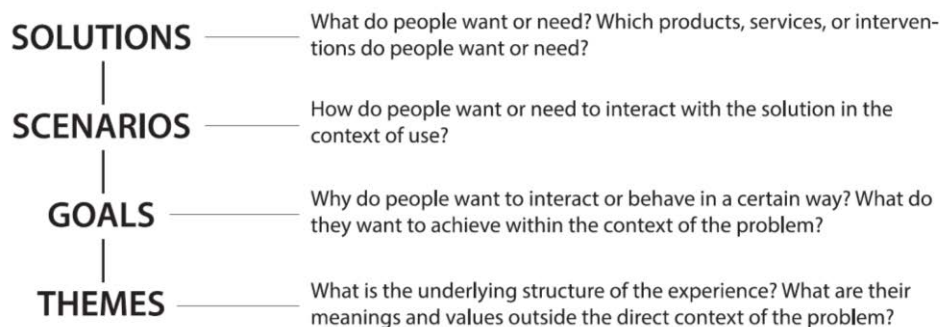 SOLUTIONS
What do people want or need? Which products, services, or interven-
tions do people want or need?
SCENARIOS
How do people want or need to interact with the solution in the
context of use?
GOALS
Why do people want to interact or behave in a certain way? What do
they want to achieve within the context of the problem?
THEMES
What is the underlying structure of the experience? What are their
meanings and values outside the direct context of the problem?